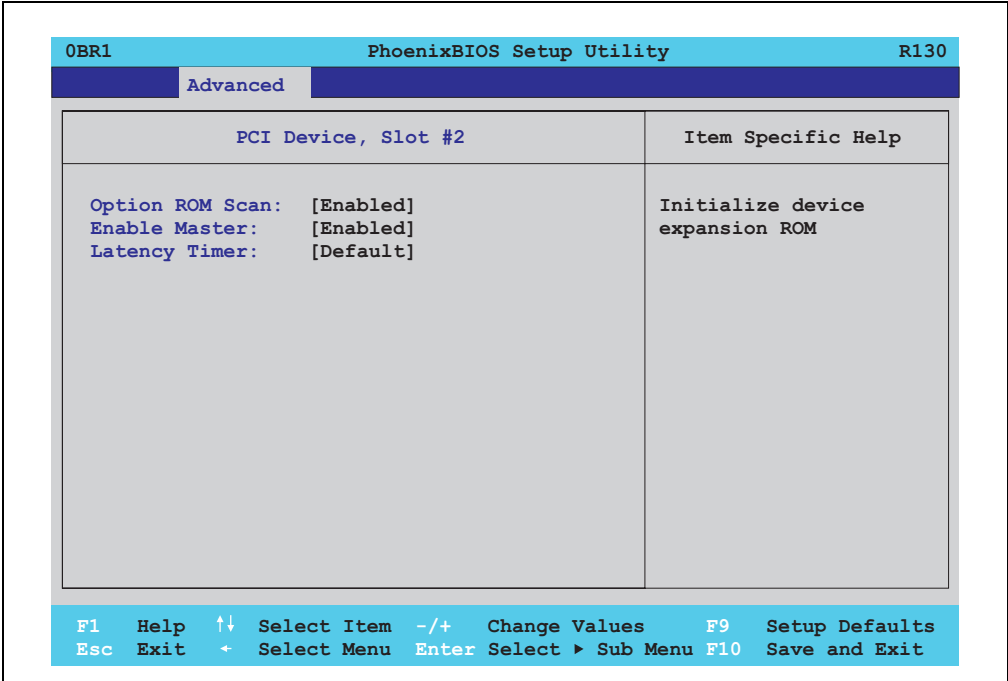 0BR1 PhoenixBIOS Setup Utility R130
Advanced
PCI Device, Slot #2
Item Specific Help
Option ROM Scan: [Enabled]
Enable Master: [Enabled]
Latency Timer: [Default]
Initialize device
expansion ROM
F1 Help ↑↓ Select Item -/+ Change Values F9 Setup Defaults
Esc Exit ← Select Menu Enter Select ▶ Sub Menu F10 Save and Exit